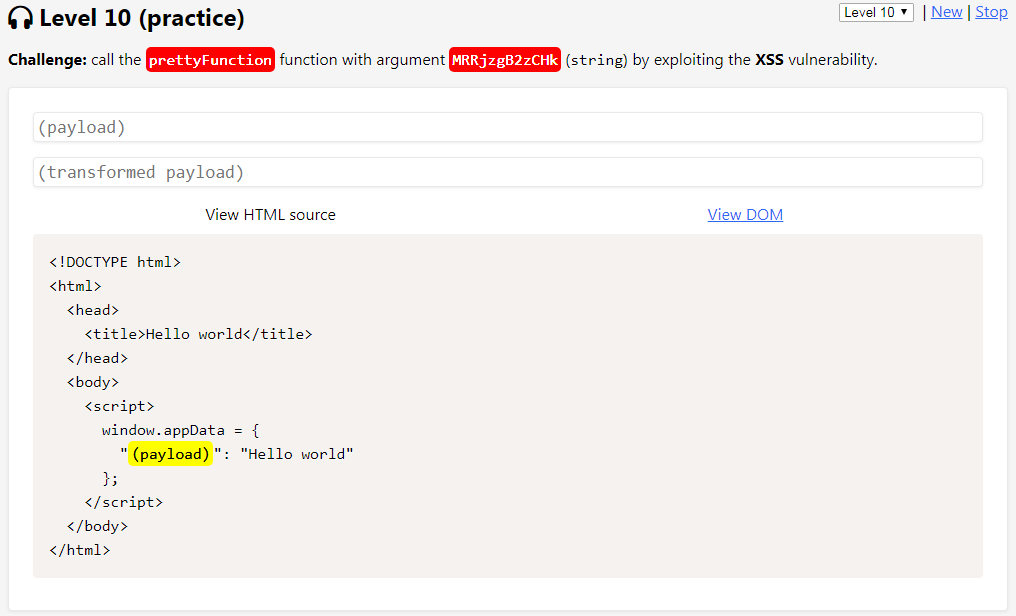 Level 10 (practice)
Level 10 ▼ | New | Stop
Challenge: call the prettyFunction function with argument MRRjzgB2zCHk (string) by exploiting the XSS vulnerability.
(payload)
(transformed payload)
View HTML source
View DOM
<!DOCTYPE html>
<html>
<head>
<title>Hello world</title>
</head>
<body>
<script>
window.appData = {
"(payload)": "Hello world"
};
</script>
</body>
</html>